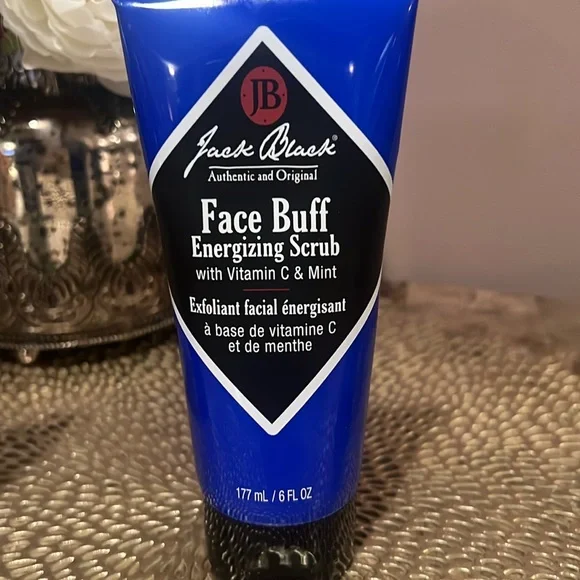 JB
Jack Black®
Authentic and Original
Face Buff
Energizing Scrub
with Vitamin C & Mint
Exfoliant facial énergisant
à base de vitamine C
et de menthe
177 mL / 6 FL OZ